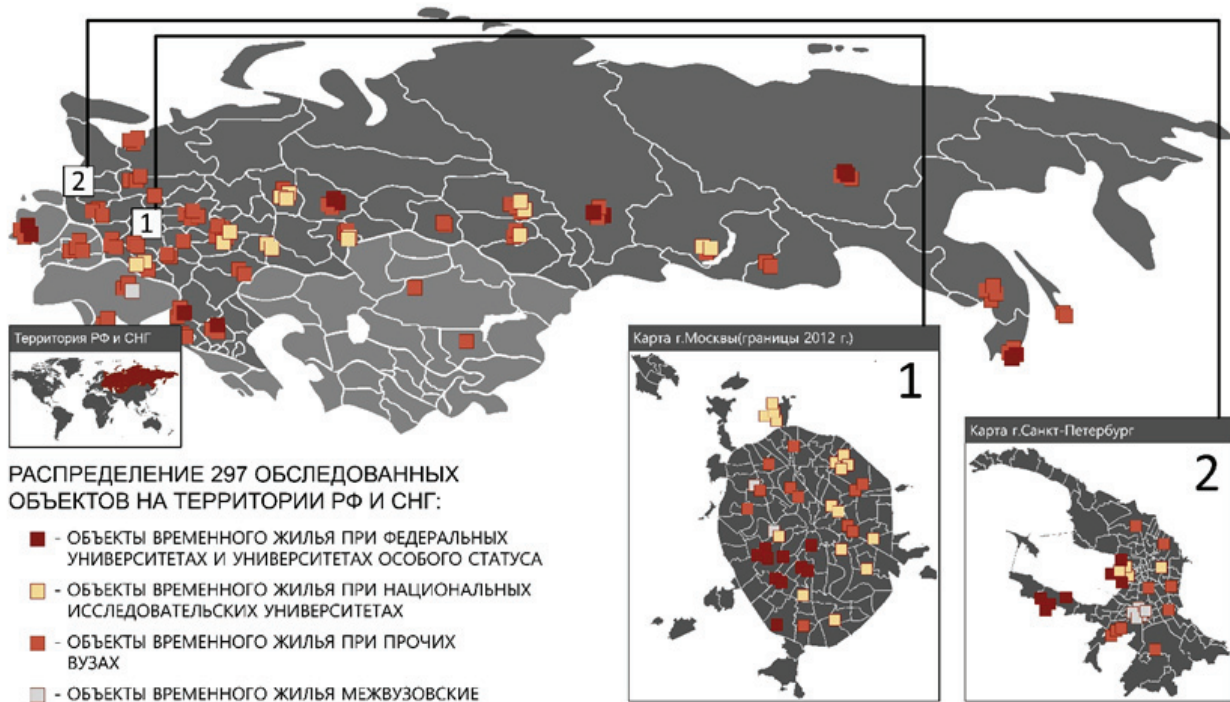 2
1
Территория РФ и СНГ
Карта г.Москвы(границы 2012 г.)
1
Карта г.Санкт-Петербург
2
РАСПРЕДЕЛЕНИЕ 297 ОБСЛЕДОВАННЫХ
ОБЪЕКТОВ НА ТЕРРИТОРИИ РФ И СНГ:
- ОБЪЕКТЫ ВРЕМЕННОГО ЖИЛЬЯ ПРИ ФЕДЕРАЛЬНЫХ
УНИВЕРСИТЕТАХ И УНИВЕРСИТЕТАХ ОСОБОГО СТАТУСА
- ОБЪЕКТЫ ВРЕМЕННОГО ЖИЛЬЯ ПРИ НАЦИОНАЛЬНЫХ
ИССЛЕДОВАТЕЛЬСКИХ УНИВЕРСИТЕТАХ
- ОБЪЕКТЫ ВРЕМЕННОГО ЖИЛЬЯ ПРИ ПРОЧИХ
ВУЗАХ
- ОБЪЕКТЫ ВРЕМЕННОГО ЖИЛЬЯ МЕЖВУЗОВСКИЕ